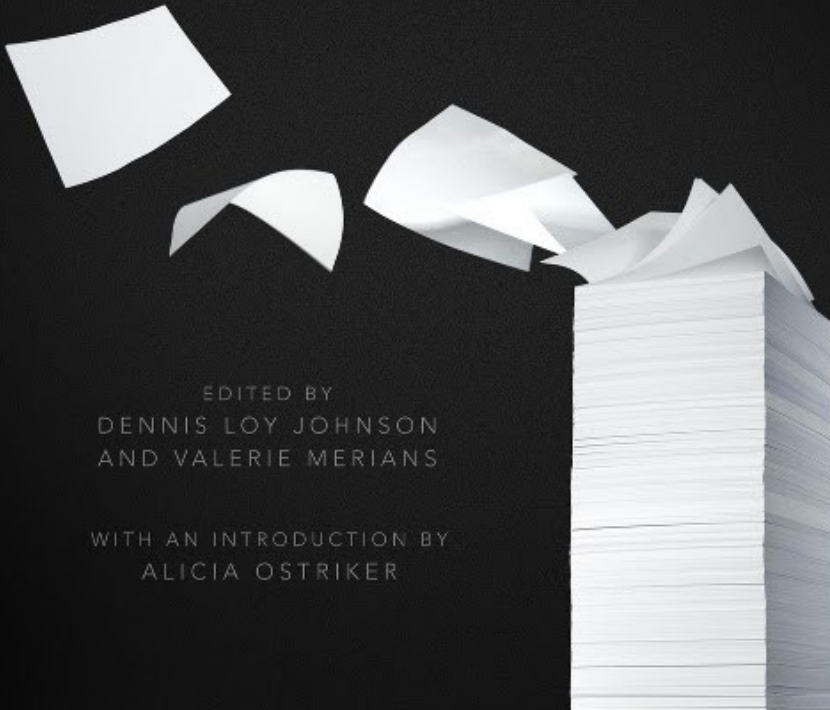 EDITED BY
DENNIS LOY JOHNSON
AND VALERIE MERIANS
WITH AN INTRODUCTION BY
ALICIA OSTRIKER